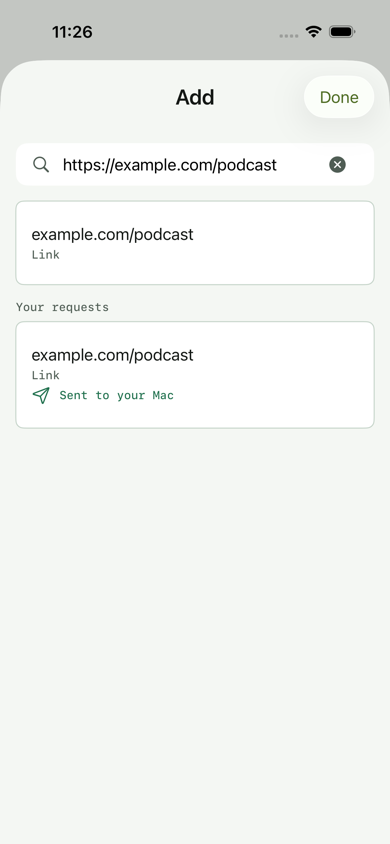 11:26
Add
Done
https://example.com/podcast
example.com/podcast
Link
Your requests
example.com/podcast
Link
Sent to your Mac